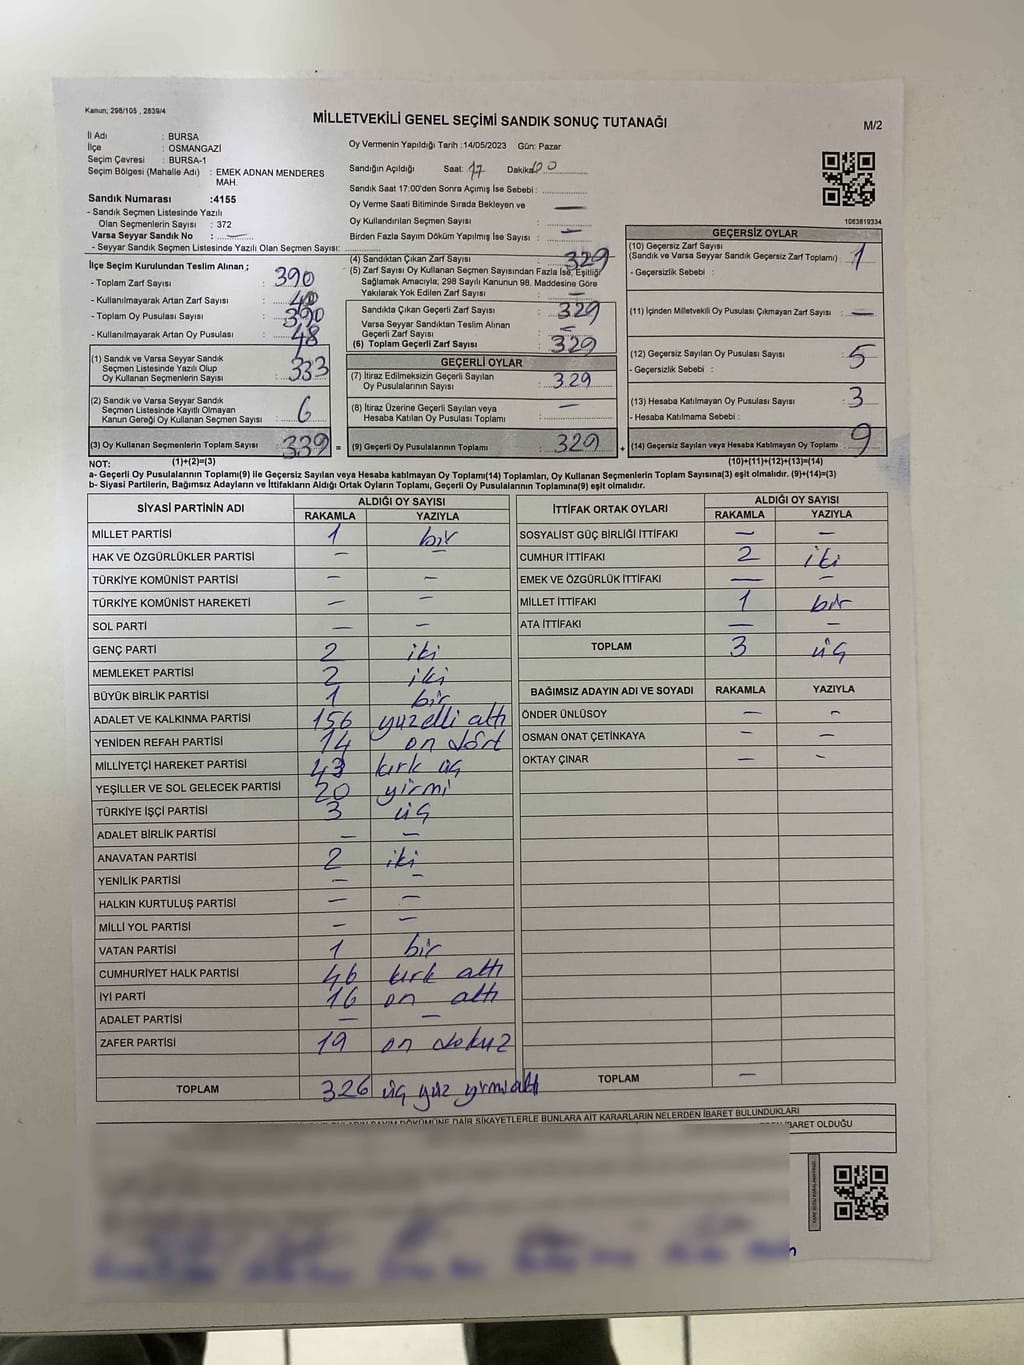 Kanun; 298/105 , 2839/4
MİLLETVEKİLİ GENEL SEÇİMİ SANDIK SONUÇ TUTANAĞI
M/2
İl Adı : BURSA
İlçe : OSMANGAZİ
Seçim Çevresi : BURSA-1
Seçim Bölgesi (Mahalle Adı) : EMEK ADNAN MENDERES
MAH.
Sandık Numarası :4155
- Sandık Seçmen Listesinde Yazılı
Olan Seçmenlerin Sayısı : 372
Varsa Seyyar Sandık No : —
- Seyyar Sandık Seçmen Listesinde Yazılı Olan Seçmen Sayısı:
Oy Vermenin Yapıldığı Tarih :14/05/2023 Gün: Pazar
Sandığın Açıldığı Saat: 17 Dakika: 00
Sandık Saat 17:00'den Sonra Açımış İse Sebebi :
Oy Verme Saati Bitiminde Sırada Bekleyen ve
Oy Kullandırılan Seçmen Sayısı : —
Birden Fazla Sayım Döküm Yapılmış İse Sayısı : —
1083819334
İlçe Seçim Kurulundan Teslim Alınan ;
- Toplam Zarf Sayısı : 390
- Kullanılmayarak Artan Zarf Sayısı :
- Toplam Oy Pusulası Sayısı : 390
- Kullanılmayarak Artan Oy Pusulası : 48
(1) Sandık ve Varsa Seyyar Sandık
Seçmen Listesinde Yazılı Olup
Oy Kullanan Seçmenlerin Sayısı : 333
(2) Sandık ve Varsa Seyyar Sandık
Seçmen Listesinde Kayıtlı Olmayan
Kanun Gereği Oy Kullanan Seçmen Sayısı : 6
(3) Oy Kullanan Seçmenlerin Toplam Sayısı : 339 =
(4) Sandıktan Çıkan Zarf Sayısı : 329
(5) Zarf Sayısı Oy Kullanan Seçmen Sayısından Fazla İse, Eşitliği
Sağlamak Amacıyla; 298 Sayılı Kanunun 98. Maddesine Göre
Yakılarak Yok Edilen Zarf Sayısı : —
Sandıkta Çıkan Geçerli Zarf Sayısı : 329
Varsa Seyyar Sandıktan Teslim Alınan
Geçerli Zarf Sayısı : —
(6) Toplam Geçerli Zarf Sayısı : 329
GEÇERLİ OYLAR
(7) İtiraz Edilmeksizin Geçerli Sayılan
Oy Pusulalarının Sayısı : 329
(8) İtiraz Üzerine Geçerli Sayılan veya
Hesaba Katılan Oy Pusulası Toplamı : —
(9) Geçerli Oy Pusulalarının Toplamı : 329 +
GEÇERSİZ OYLAR
(10) Geçersiz Zarf Sayısı
(Sandık ve Varsa Seyyar Sandık Geçersiz Zarf Toplamı) : 1
- Geçersizlik Sebebi :
(11) İçinden Milletvekili Oy Pusulası Çıkmayan Zarf Sayısı : —
(12) Geçersiz Sayılan Oy Pusulası Sayısı : 5
- Geçersizlik Sebebi :
(13) Hesaba Katılmayan Oy Pusulası Sayısı : 3
- Hesaba Katılmama Sebebi :
(14) Geçersiz Sayılan veya Hesaba Katılmayan Oy Toplamı : 9
NOT: (1)+(2)=(3) (10)+(11)+(12)+(13)=(14)
a- Geçerli Oy Pusulalarının Toplamı(9) ile Geçersiz Sayılan veya Hesaba katılmayan Oy Toplamı(14) Toplamları, Oy Kullanan Seçmenlerin Toplam Sayısına(3) eşit olmalıdır. (9)+(14)=(3)
b- Siyasi Partilerin, Bağımsız Adayların ve İttifakların Aldığı Ortak Oyların Toplamı, Geçerli Oy Pusulalarının Toplamına(9) eşit olmalıdır.
SİYASİ PARTİNİN ADI ALDIĞI OY SAYISI
RAKAMLA YAZIYLA
MİLLET PARTİSİ 1 bir
HAK VE ÖZGÜRLÜKLER PARTİSİ — —
TÜRKİYE KOMÜNİST PARTİSİ — —
TÜRKİYE KOMÜNİST HAREKETİ — —
SOL PARTİ — —
GENÇ PARTİ 2 iki
MEMLEKET PARTİSİ 2 iki
BÜYÜK BİRLİK PARTİSİ 1 bir
ADALET VE KALKINMA PARTİSİ 156 yüzelli altı
YENİDEN REFAH PARTİSİ 14 on dört
MİLLİYETÇİ HAREKET PARTİSİ 43 kırk üç
YEŞİLLER VE SOL GELECEK PARTİSİ 20 yirmi
TÜRKİYE İŞÇİ PARTİSİ 3 üç
ADALET BİRLİK PARTİSİ — —
ANAVATAN PARTİSİ 2 iki
YENİLİK PARTİSİ — —
HALKIN KURTULUŞ PARTİSİ — —
MİLLİ YOL PARTİSİ — —
VATAN PARTİSİ 1 bir
CUMHURİYET HALK PARTİSİ 46 kırk altı
İYİ PARTİ 16 on altı
ADALET PARTİSİ — —
ZAFER PARTİSİ 19 on dokuz
TOPLAM 326 üç yüz yirmi altı
İTTİFAK ORTAK OYLARI ALDIĞI OY SAYISI
RAKAMLA YAZIYLA
SOSYALİST GÜÇ BİRLİĞİ İTTİFAKI — —
CUMHUR İTTİFAKI 2 iki
EMEK VE ÖZGÜRLÜK İTTİFAKI — —
MİLLET İTTİFAKI 1 bir
ATA İTTİFAKI — —
TOPLAM 3 üç
BAĞIMSIZ ADAYIN ADI VE SOYADI RAKAMLA YAZIYLA
ÖNDER ÜNLÜSOY — —
OSMAN ONAT ÇETİNKAYA — —
OKTAY ÇINAR — —
TOPLAM —
DÖKÜMÜNE DAİR ŞİKAYETLERLE BUNLARA AİT KARARLARIN NELERDEN İBARET BULUNDUKLARI
İBARET OLDUĞU